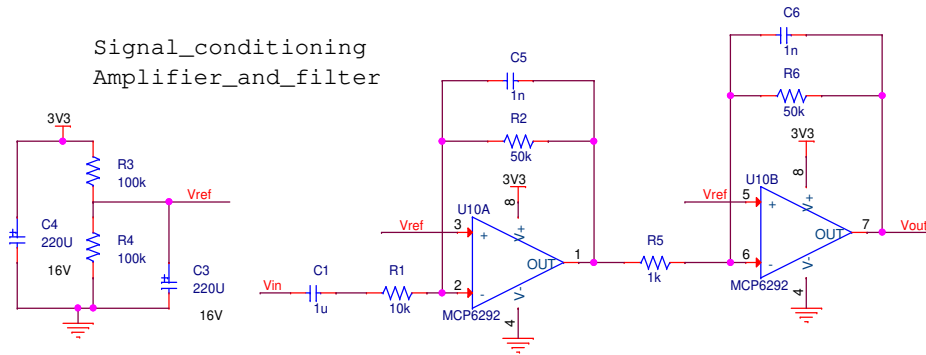 Signal_conditioning
Amplifier_and_filter
3V3
R3
100k
Vref
C4
220U
16V
R4
100k
C3
220U
16V
Vin
C1
1u
R1
10k
C5
1n
R2
50k
3V3
U10A
Vref
8
3
+
V+
OUT
1
2
-
V-
MCP6292
4
R5
1k
C6
1n
R6
50k
3V3
U10B
Vref
8
5
+
V+
OUT
7
Vout
6
-
V-
MCP6292
4